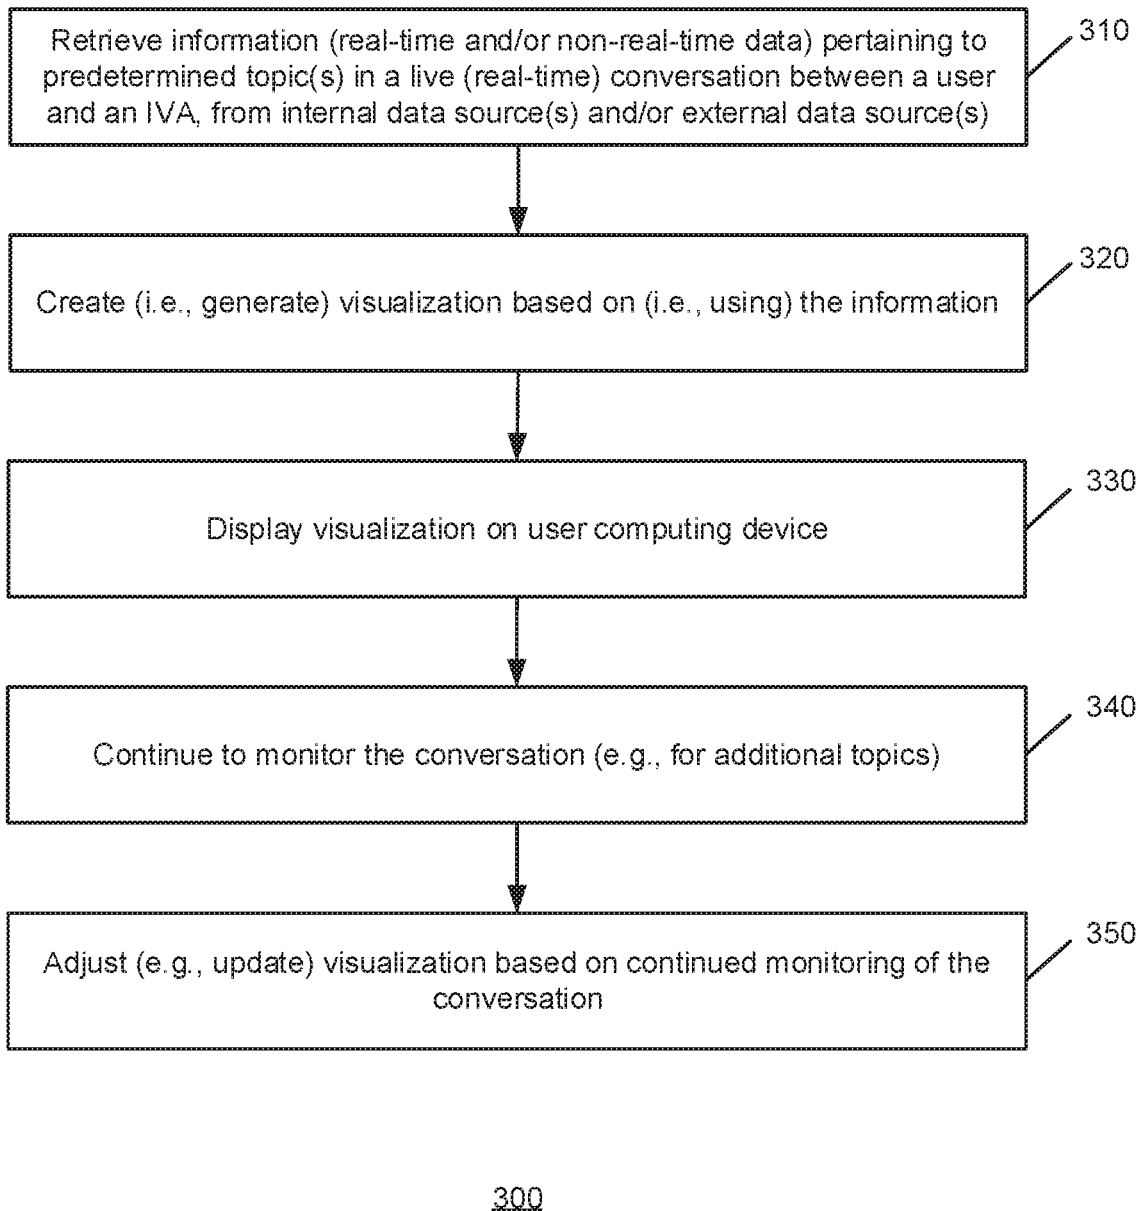 Retrieve information (real-time and/or non-real-time data) pertaining to
predetermined topic(s) in a live (real-time) conversation between a user
and an IVA, from internal data source(s) and/or external data source(s)
310
Create (i.e., generate) visualization based on (i.e., using) the information
320
Display visualization on user computing device
330
Continue to monitor the conversation (e.g., for additional topics)
340
Adjust (e.g., update) visualization based on continued monitoring of the
conversation
350
300